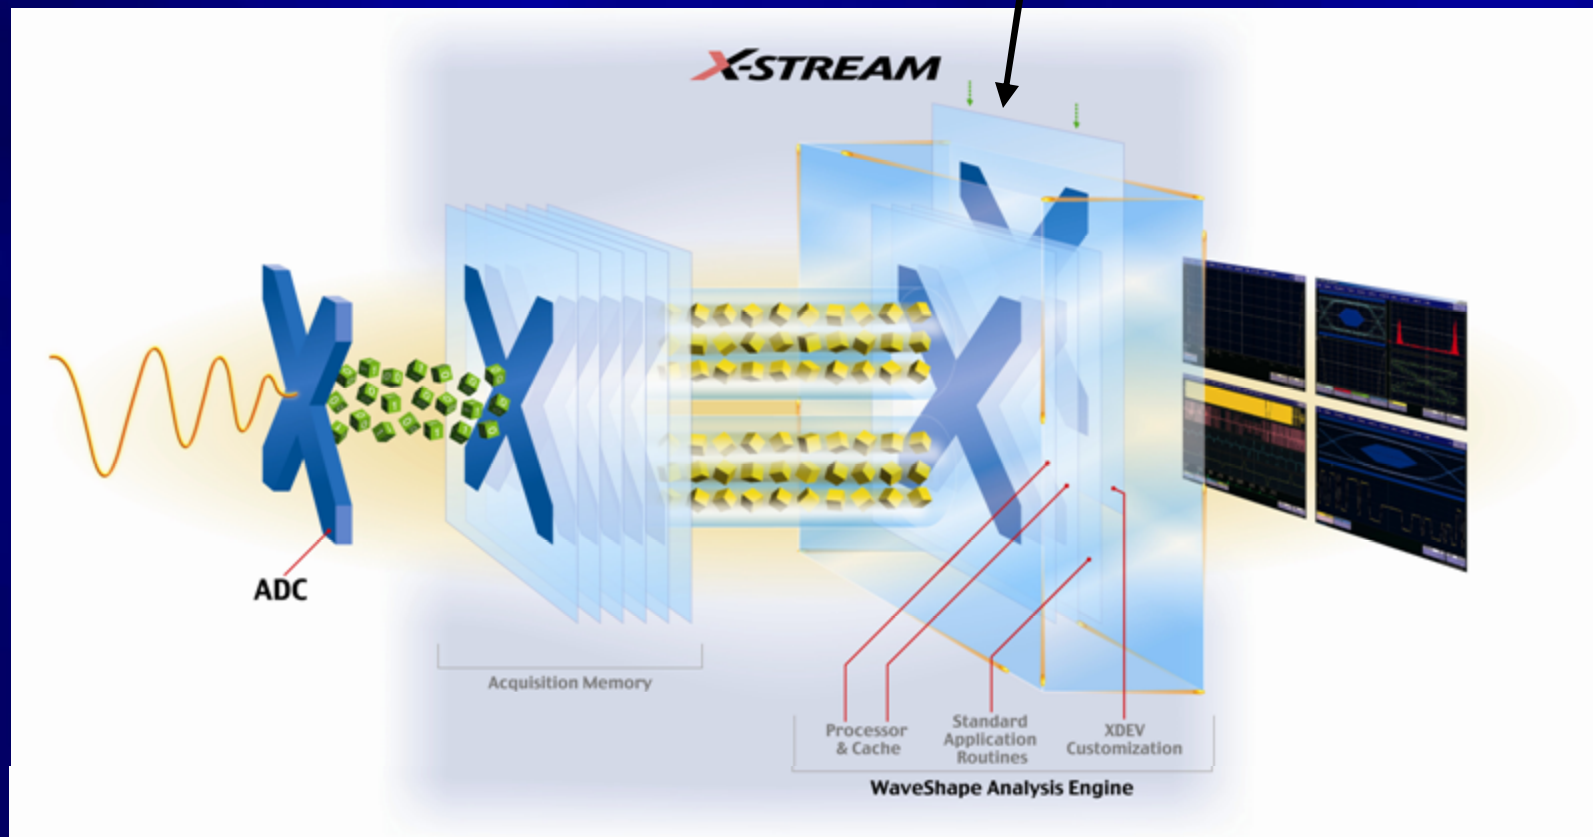 X-STREAM
ADC
Acquisition Memory
Processor
& Cache
Standard
Application
Routines
XDEV
Customization
WaveShape Analysis Engine